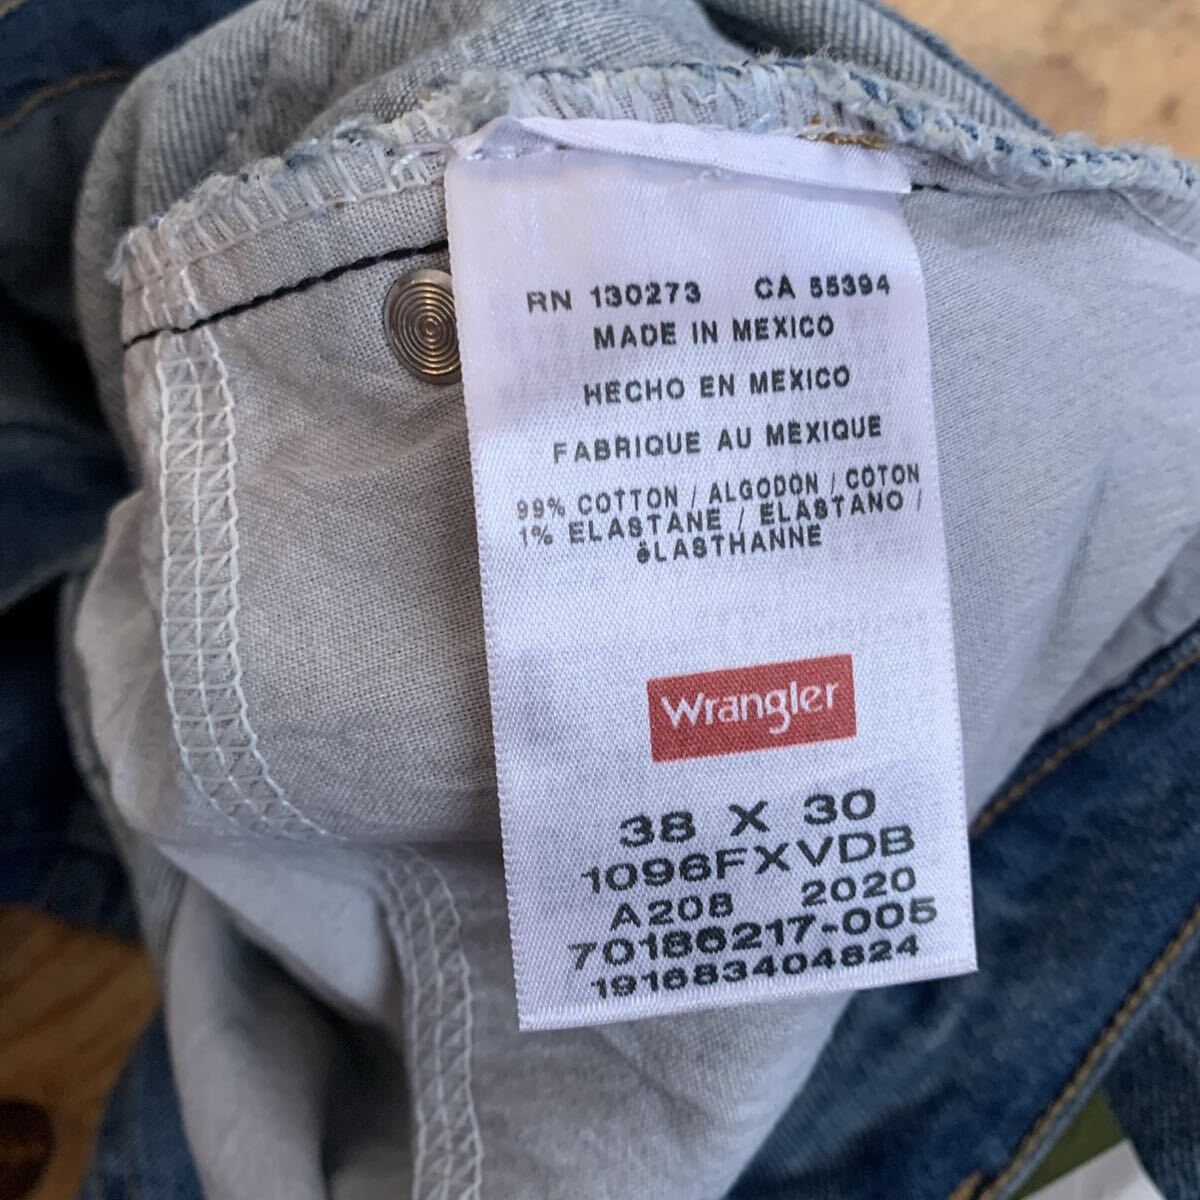 RN 130273 CA 55394
MADE IN MEXICO
HECHO EN MEXICO
FABRIQUE AU MEXIQUE
99% COTTON / ALGODON / COTON
1% ELASTANE / ELASTANO /
éLASTHANNE
Wrangler
38 X 30
1096FXVDB
A208 2020
70186217-005
191683404824